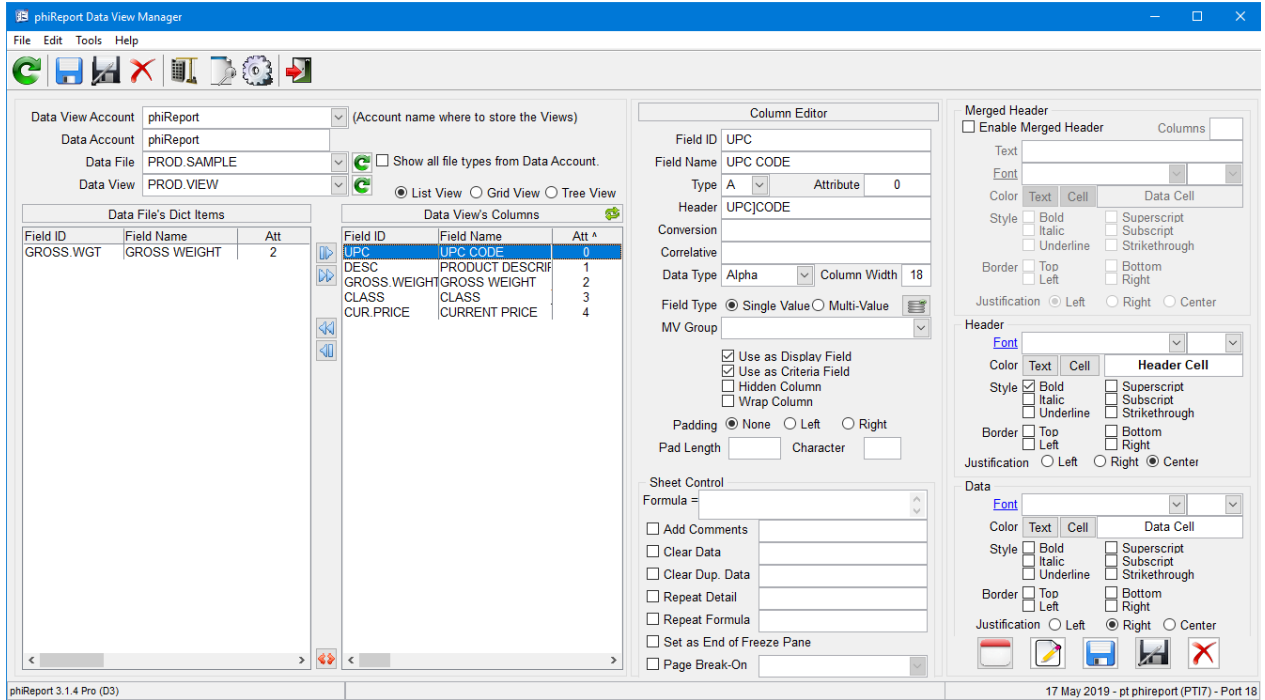 phiReport Data View Manager
File Edit Tools Help
Data View Account phiReport (Account name where to store the Views)
Data Account phiReport
Data File PROD.SAMPLE Show all file types from Data Account.
Data View PROD.VIEW
List View Grid View Tree View
Data File's Dict Items
Field ID Field Name Att
GROSS.WGT GROSS WEIGHT 2
Data View's Columns
Field ID Field Name Att ^
UPC UPC CODE 0
DESC PRODUCT DESCRIF 1
GROSS.WEIGHT GROSS WEIGHT 2
CLASS CLASS 3
CUR.PRICE CURRENT PRICE 4
Column Editor
Field ID UPC
Field Name UPC CODE
Type A Attribute 0
Header UPC]CODE
Conversion
Correlative
Data Type Alpha Column Width 18
Field Type Single Value Multi-Value
MV Group
Use as Display Field
Use as Criteria Field
Hidden Column
Wrap Column
Padding None Left Right
Pad Length Character
Sheet Control
Formula =
Add Comments
Clear Data
Clear Dup. Data
Repeat Detail
Repeat Formula
Set as End of Freeze Pane
Page Break-On
Merged Header
Enable Merged Header Columns
Text
Font
Color Text Cell Data Cell
Style Bold Superscript
Italic Subscript
Underline Strikethrough
Border Top Bottom
Left Right
Justification Left Right Center
Header
Font
Color Text Cell Header Cell
Style Bold Superscript
Italic Subscript
Underline Strikethrough
Border Top Bottom
Left Right
Justification Left Right Center
Data
Font
Color Text Cell Data Cell
Style Bold Superscript
Italic Subscript
Underline Strikethrough
Border Top Bottom
Left Right
Justification Left Right Center
phiReport 3.1.4 Pro (D3)
17 May 2019 - pt phireport (PTI7) - Port 18